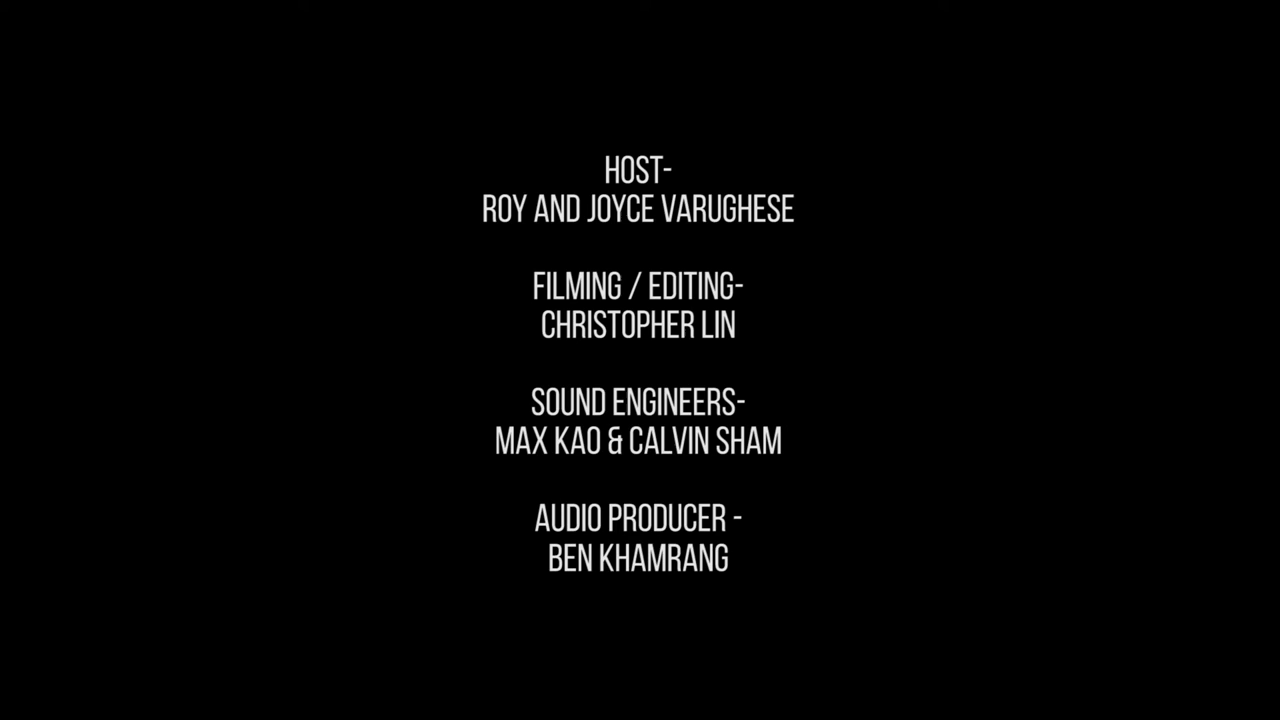 HOST-
ROY AND JOYCE VARUGHESE
FILMING / EDITING-
CHRISTOPHER LIN
SOUND ENGINEERS-
MAX KAO & CALVIN SHAM
AUDIO PRODUCER -
BEN KHAMRANG